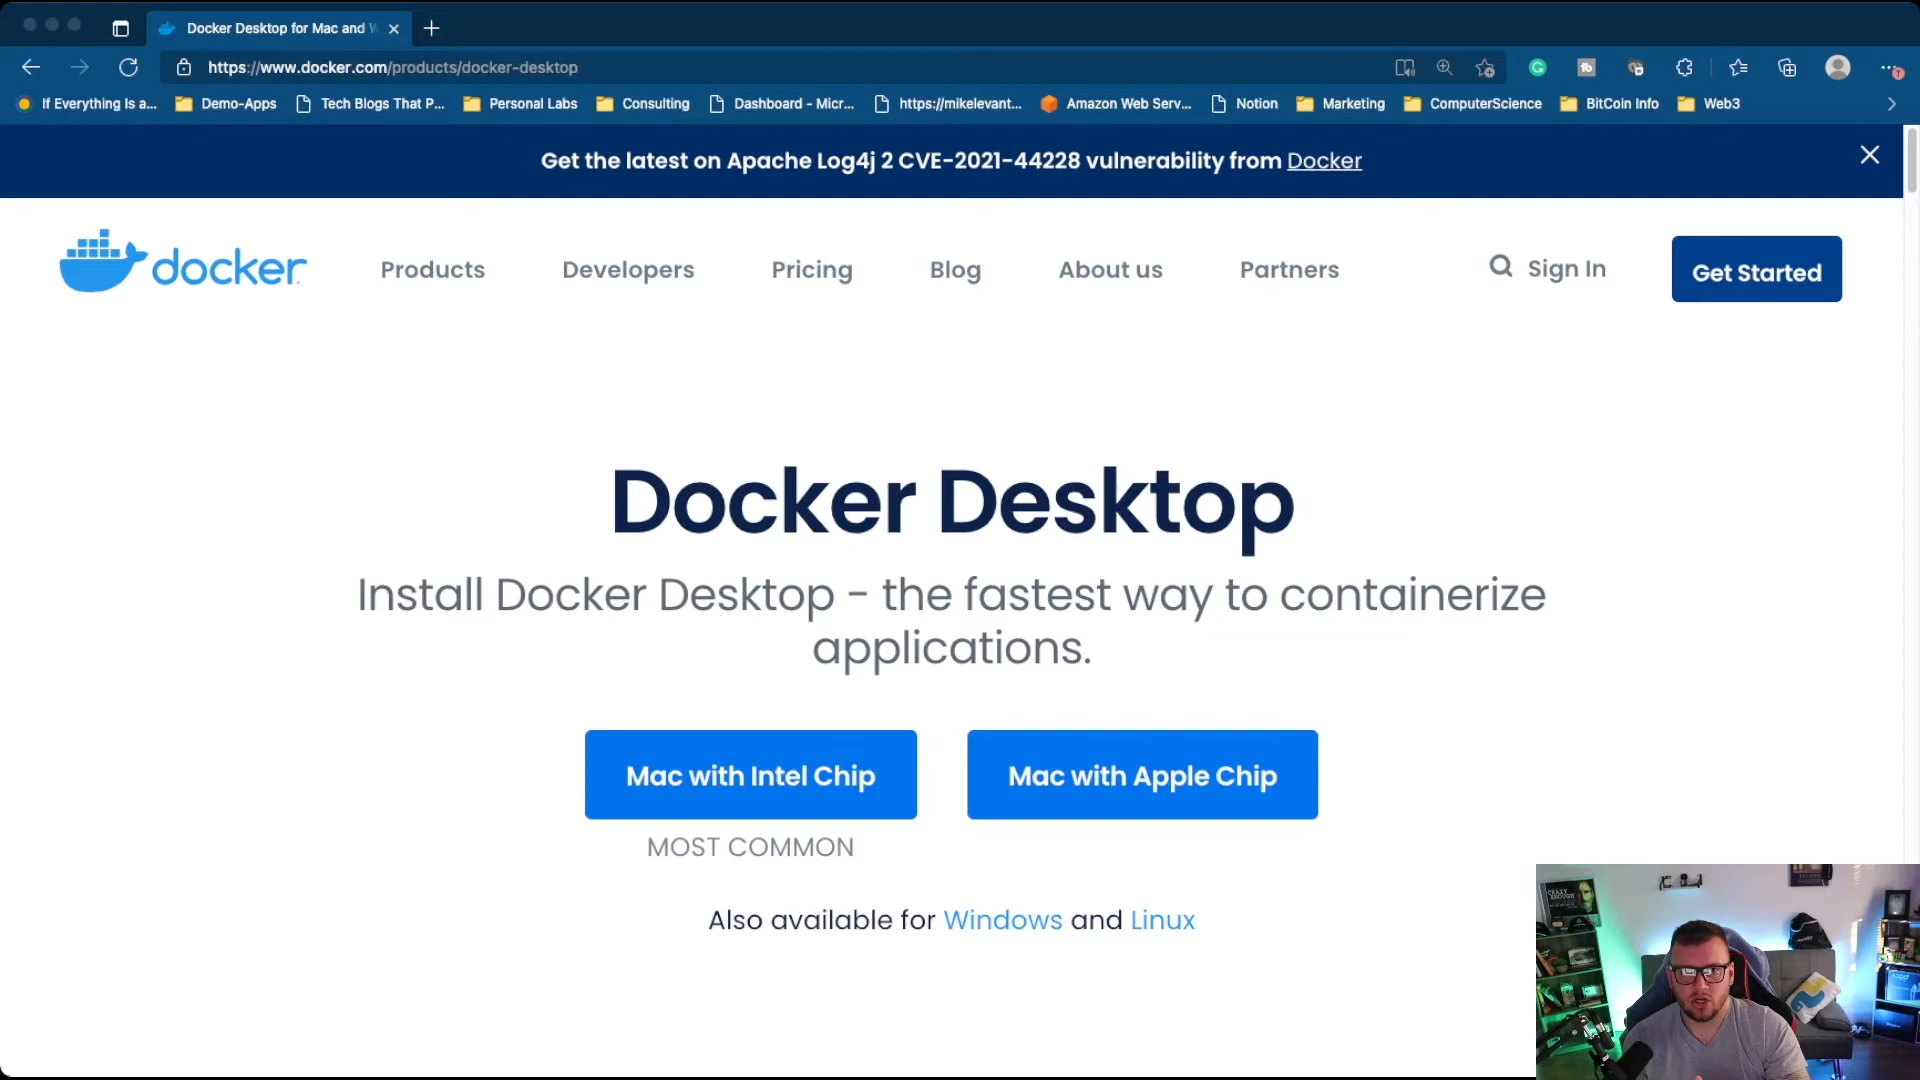 Docker Desktop for Mac and W
https://www.docker.com/products/docker-desktop
If Everything Is a...
Demo-Apps
Tech Blogs That P...
Personal Labs
Consulting
Dashboard - Micr...
https://mikelevant...
Amazon Web Serv...
Notion
Marketing
ComputerScience
BitCoin Info
Web3
Get the latest on Apache Log4j 2 CVE-2021-44228 vulnerability from Docker
docker
Products
Developers
Pricing
Blog
About us
Partners
Sign In
Get Started
Docker Desktop
Install Docker Desktop - the fastest way to containerize
applications.
Mac with Intel Chip
Mac with Apple Chip
MOST COMMON
Also available for Windows and Linux